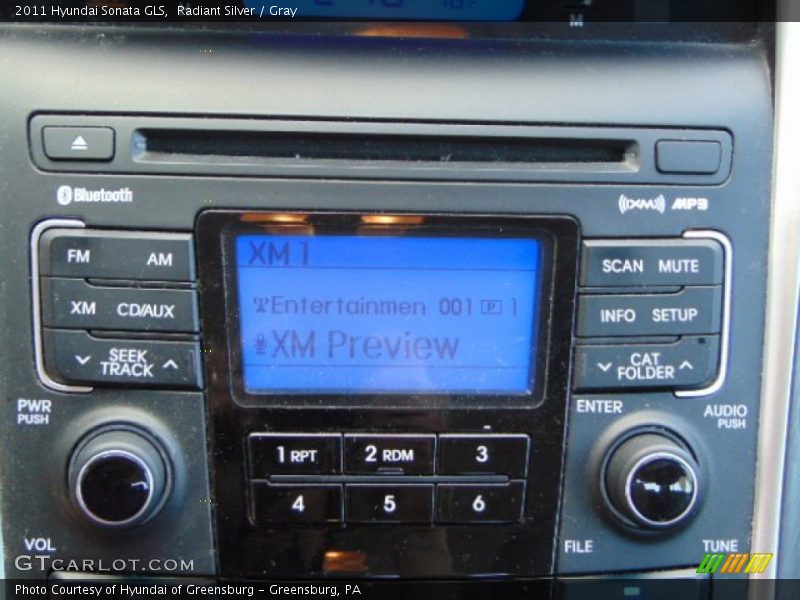 2011 Hyundai Sonata GLS, Radiant Silver / Gray
M
Bluetooth
((XM)) MP3
FM AM
XM CD/AUX
SEEK
TRACK
XM 1
Entertainmen 001 P 1
XM Preview
SCAN MUTE
INFO SETUP
CAT
FOLDER
PWR
PUSH
ENTER
AUDIO
PUSH
1 RPT 2 RDM 3
4 5 6
VOL
FILE
TUNE
GTCARLOT.COM
Photo Courtesy of Hyundai of Greensburg - Greensburg, PA